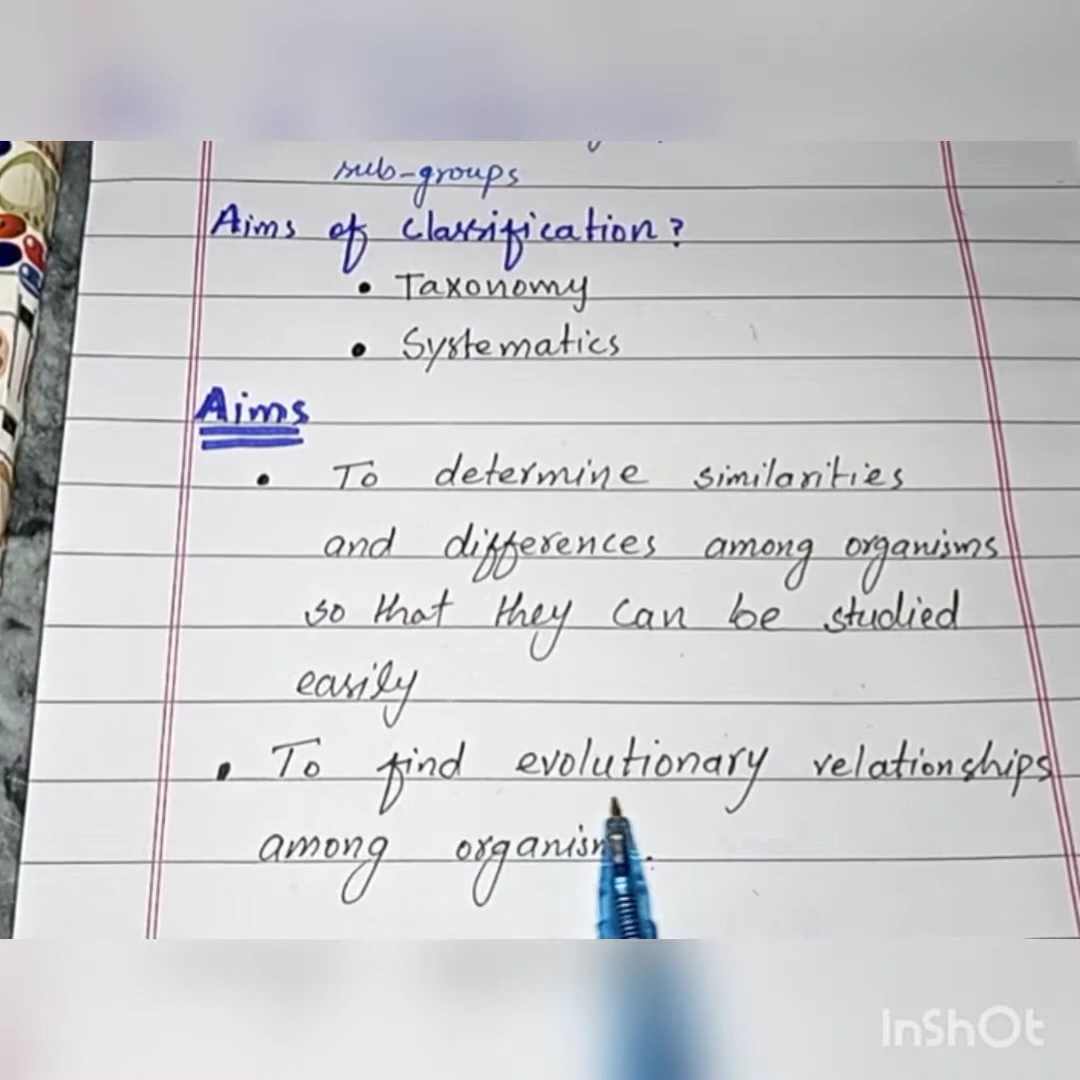 sub-groups
Aims of classification?
• Taxonomy
• Systematics
Aims
• To determine similarities
and differences among organisms
so that they can be studied
easily
• To find evolutionary relationships
among
InShOt